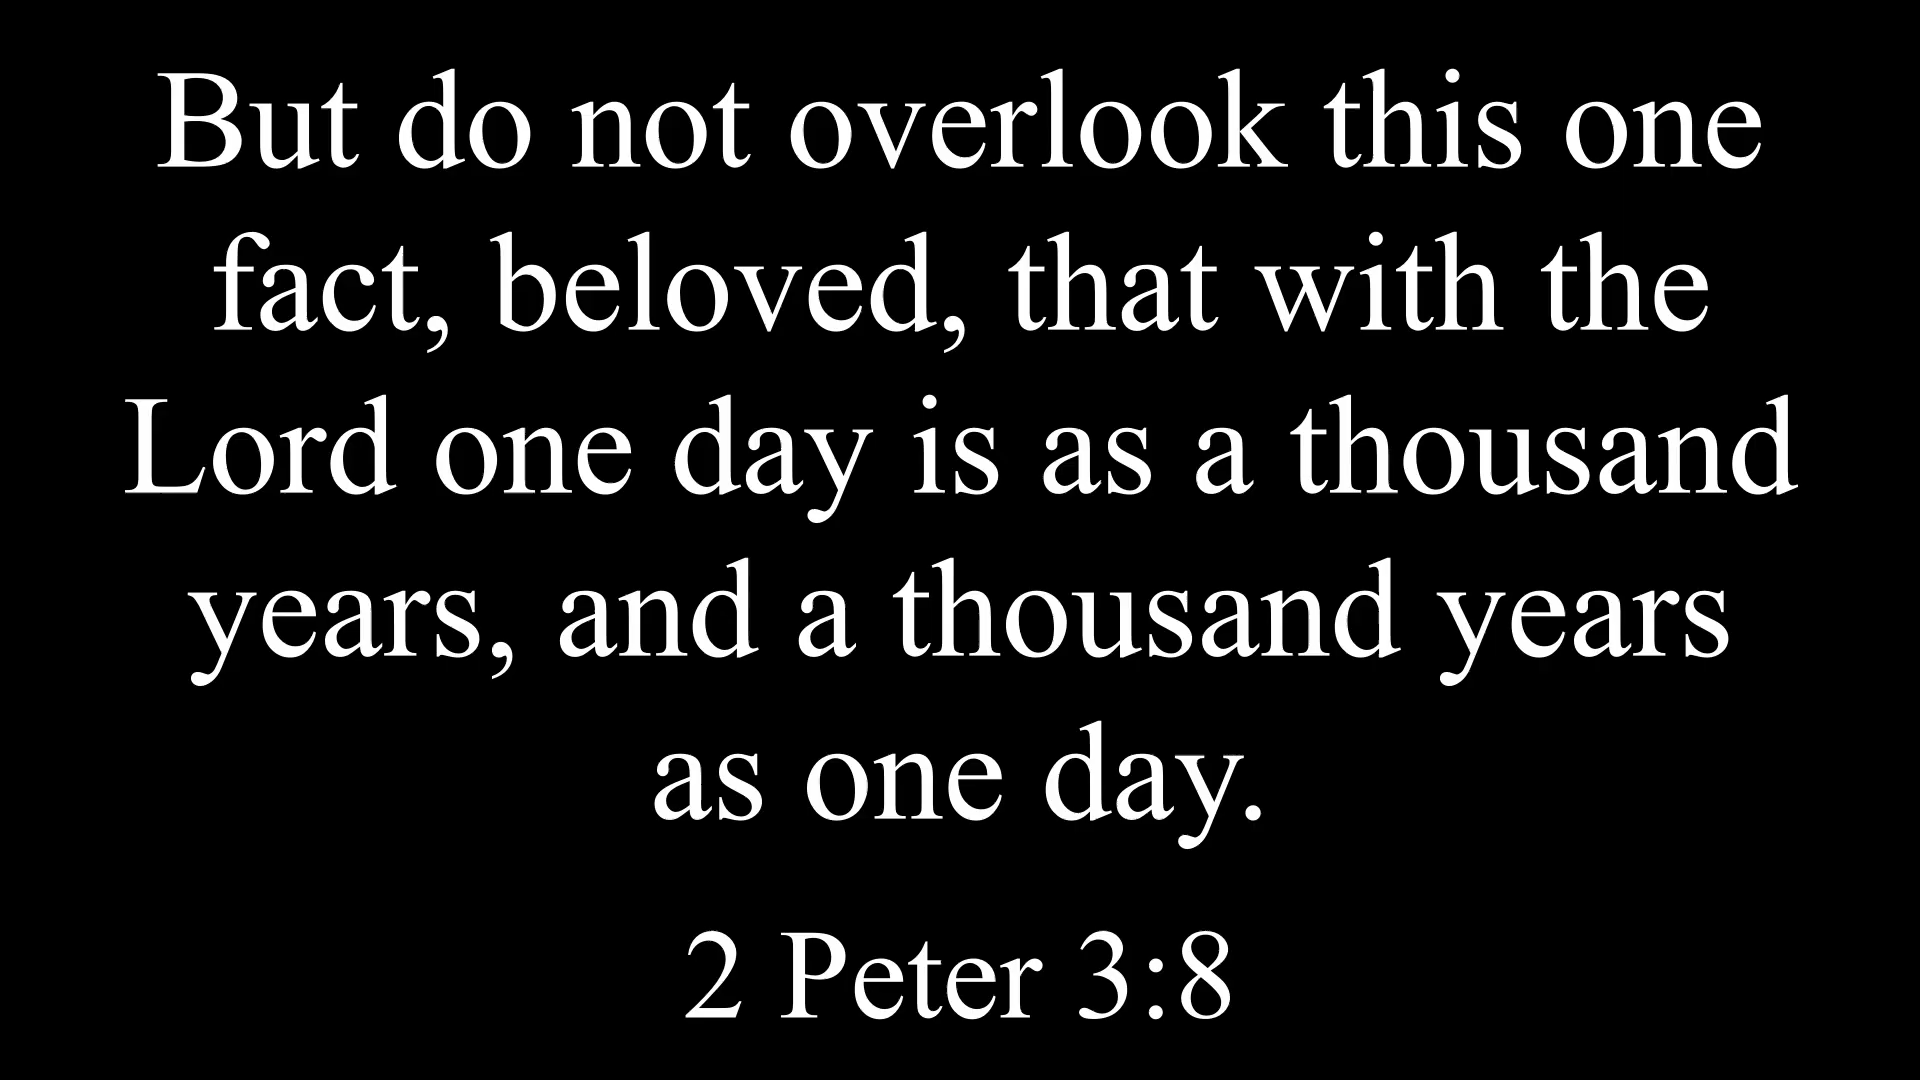 But do not overlook this one
fact, beloved, that with the
Lord one day is as a thousand
years, and a thousand years
as one day.
2 Peter 3:8